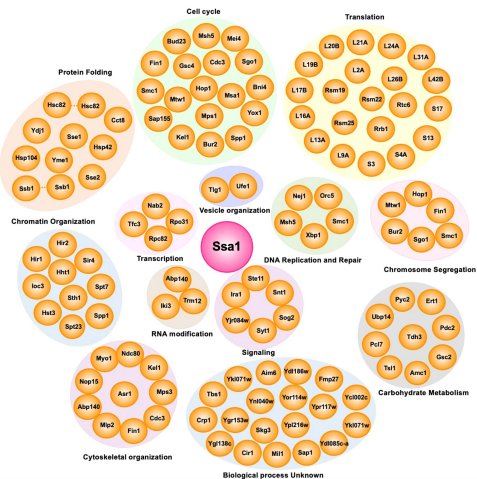 Cell cycle
Bud23
Msh5
Mei4
Fin1
Gsc4
Cdc3
Sgo1
Smc1
Mtw1
Hop1
Msa1
Bni4
Sap155
Mps1
Yox1
Kel1
Bur2
Spp1
Translation
L20B
L21A
L24A
L19B
L2A
L31A
L17B
Rsm19
L26B
L42B
Rsm22
Rtc6
S17
L16A
Rsm25
Rrb1
L13A
S13
L9A
S3
S4A
Protein Folding
Hsc82
Hsc82
Cct8
Ydj1
Sse1
Hsp42
Hsp104
Yme1
Sse2
Ssb1
Ssb1
Tlg1
Ufe1
Vesicle organization
Nab2
Tfc3
Rpo31
Rpc82
Transcription
Nej1
Orc5
Msh5
Smc1
Xbp1
DNA Replication and Repair
Hop1
Mtw1
Fin1
Bur2
Sgo1
Smc1
Chromosome Segregation
Ssa1
Chromatin Organization
Hir2
Hir1
Sir4
Hht1
Ioc3
Sth1
Spt7
Hst3
Spp1
Spt23
Abp140
Trm12
Iki3
RNA modification
Ste11
Ira1
Snt1
Yjr084w
Sog2
Syt1
Signaling
Pyc2
Ert1
Ubp14
Tdh3
Pdc2
Pcl7
Gsc2
Tsl1
Amc1
Carbohydrate Metabolism
Myo1
Ndc80
Kel1
Nop15
Asr1
Mps3
Abp140
Cdc3
Mlp2
Fin1
Cytoskeletal organization
Ykl071w
Aim6
Ydl186w
Fmp27
Tbs1
Ynl040w
Yor114w
Ypr117w
Ycl002c
Crp1
Ygr153w
Skg3
Ypl216w
Ykl071w
Ygl138c
Cir1
Mil1
Sap1
Ydl085c-a
Biological process Unknown